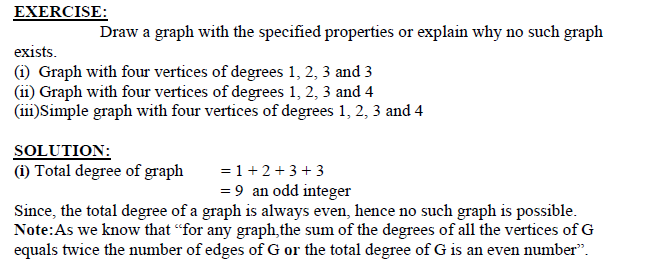 EXERCISE:
Draw a graph with the specified properties or explain why no such graph
exists.
(i) Graph with four vertices of degrees 1, 2, 3 and 3
(ii) Graph with four vertices of degrees 1, 2, 3 and 4
(iii)Simple graph with four vertices of degrees 1, 2, 3 and 4
SOLUTION:
(i) Total degree of graph = 1 + 2 + 3 + 3
= 9 an odd integer
Since, the total degree of a graph is always even, hence no such graph is possible.
Note:As we know that “for any graph,the sum of the degrees of all the vertices of G
equals twice the number of edges of G or the total degree of G is an even number”.